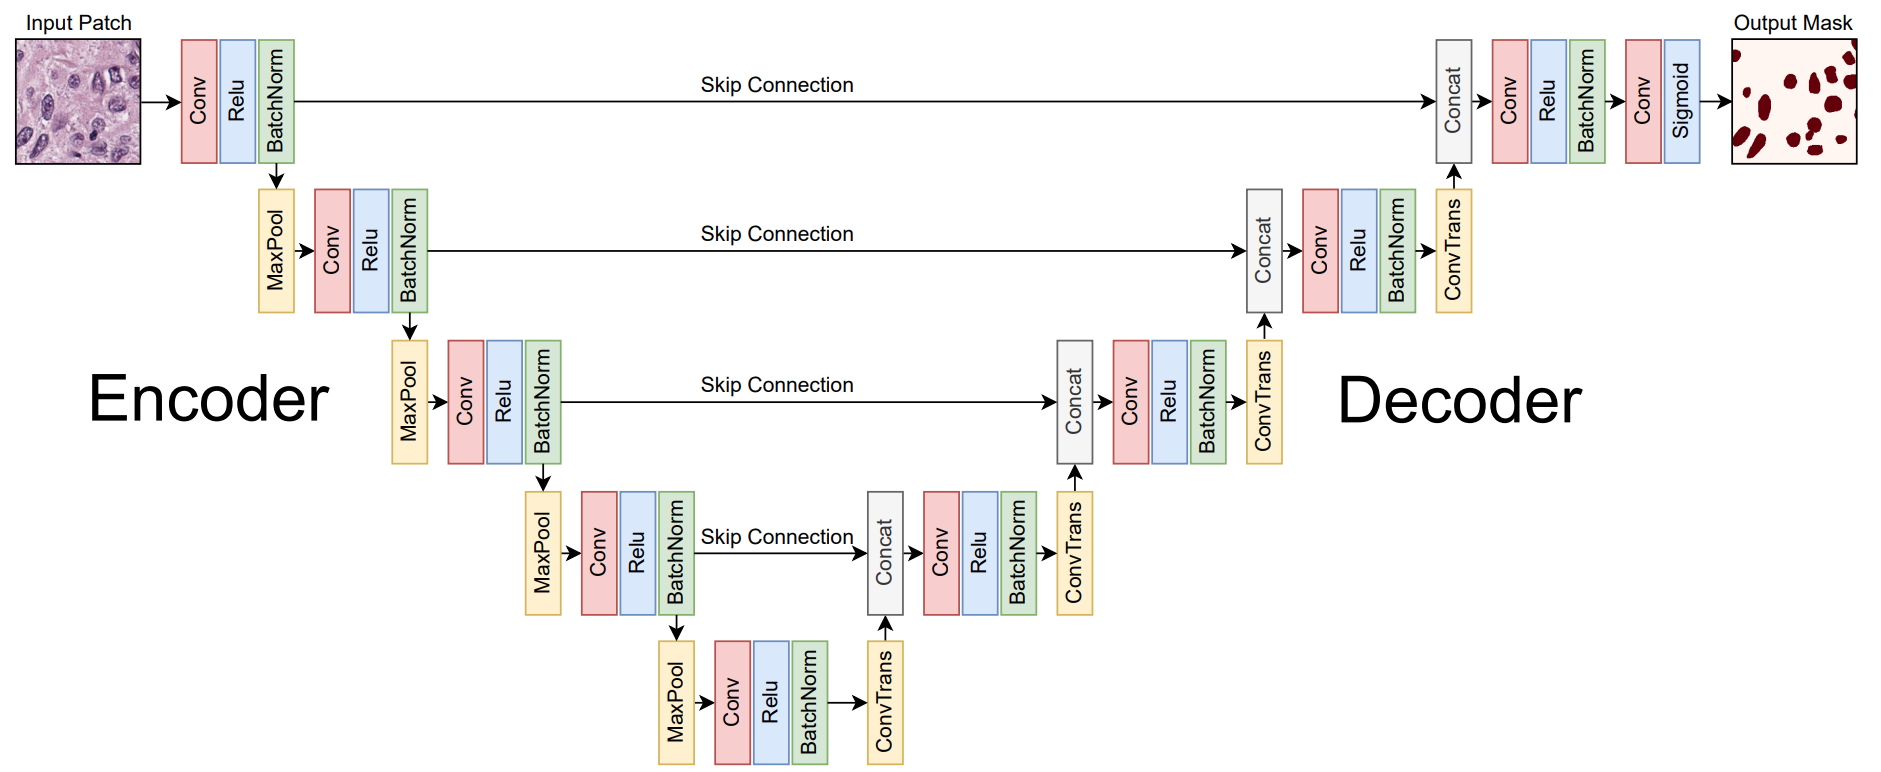 Input Patch
Output Mask
Conv
Relu
BatchNorm
Skip Connection
Concat
Conv
Relu
BatchNorm
Conv
Sigmoid
MaxPool
Conv
Relu
BatchNorm
Skip Connection
Concat
Conv
Relu
BatchNorm
ConvTrans
Encoder
MaxPool
Conv
Relu
BatchNorm
Skip Connection
Concat
Conv
Relu
BatchNorm
ConvTrans
Decoder
MaxPool
Conv
Relu
BatchNorm
Skip Connection
Concat
Conv
Relu
BatchNorm
ConvTrans
MaxPool
Conv
Relu
BatchNorm
ConvTrans